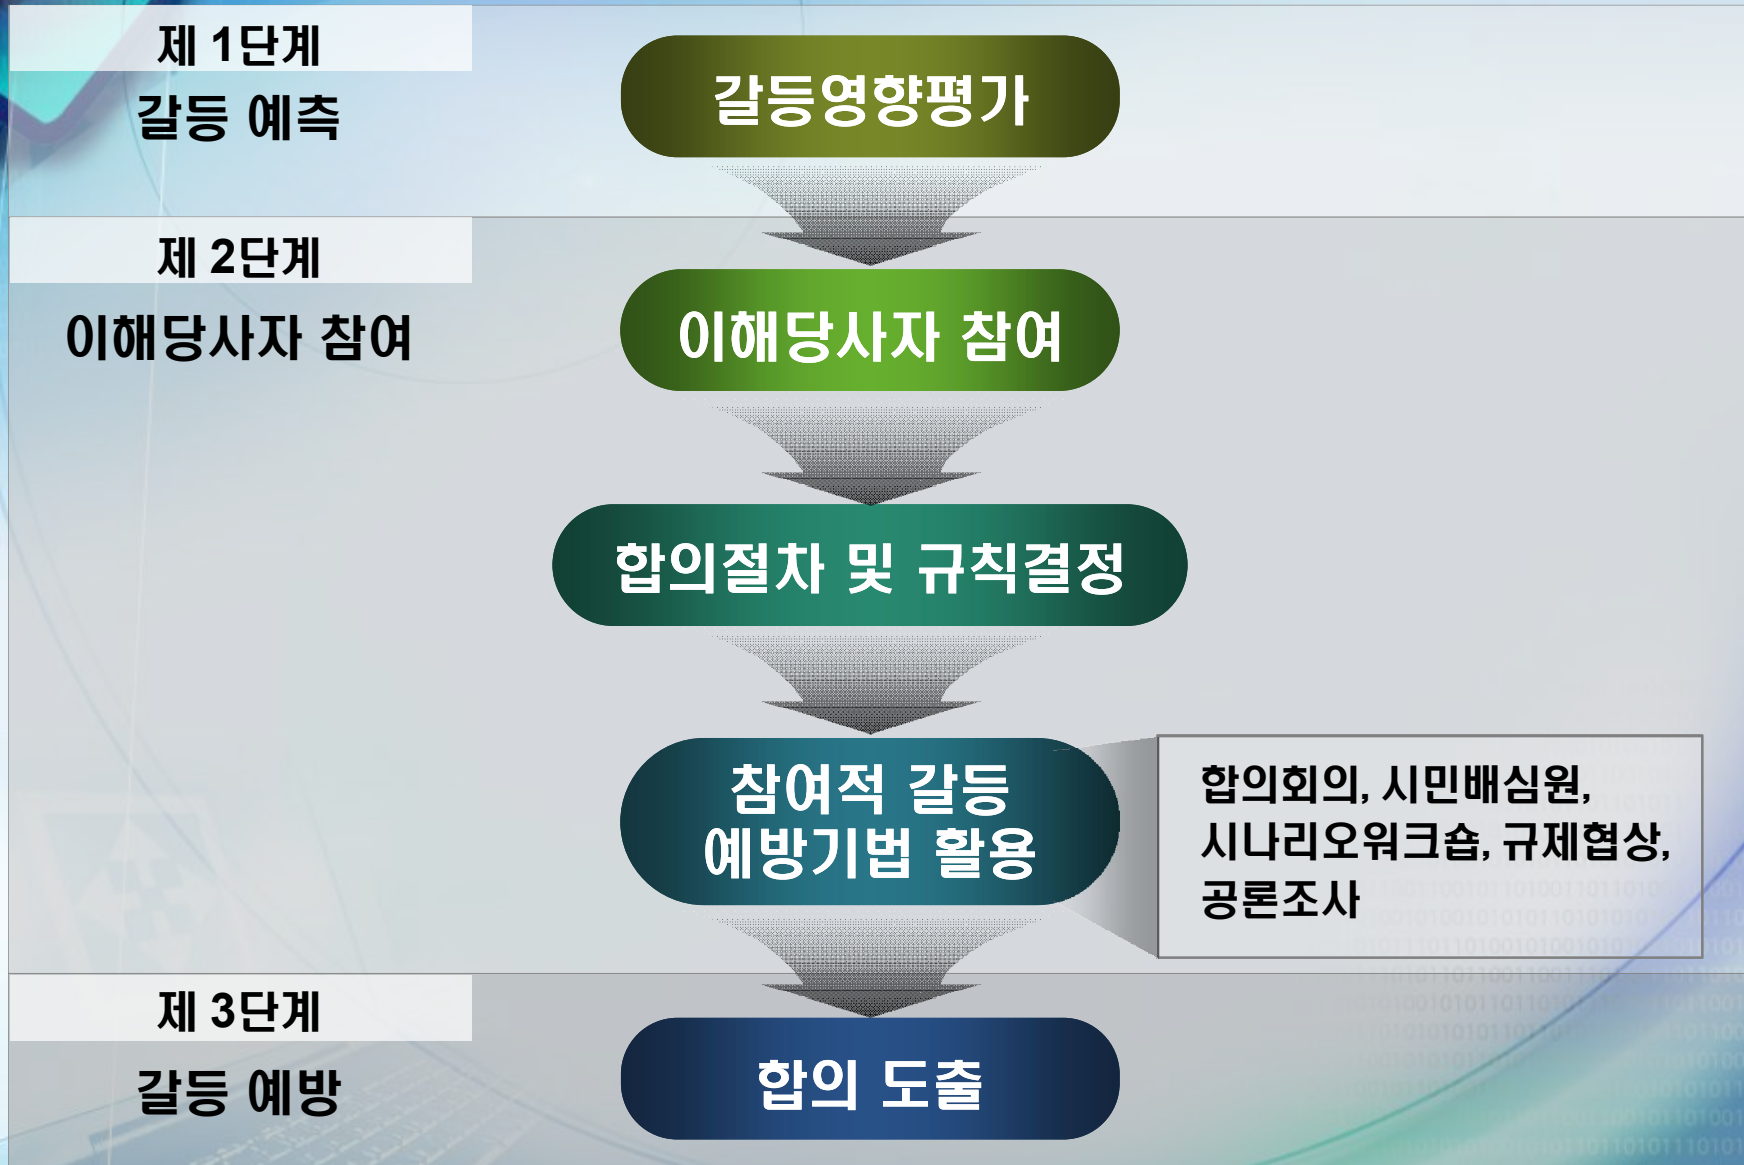 제 1단계
갈등 예측
갈등영향평가
제 2단계
이해당사자 참여
이해당사자 참여
합의절차 및 규칙결정
참여적 갈등
예방기법 활용
합의회의, 시민배심원,
시나리오워크숍, 규제협상,
공론조사
제 3단계
갈등 예방
합의 도출